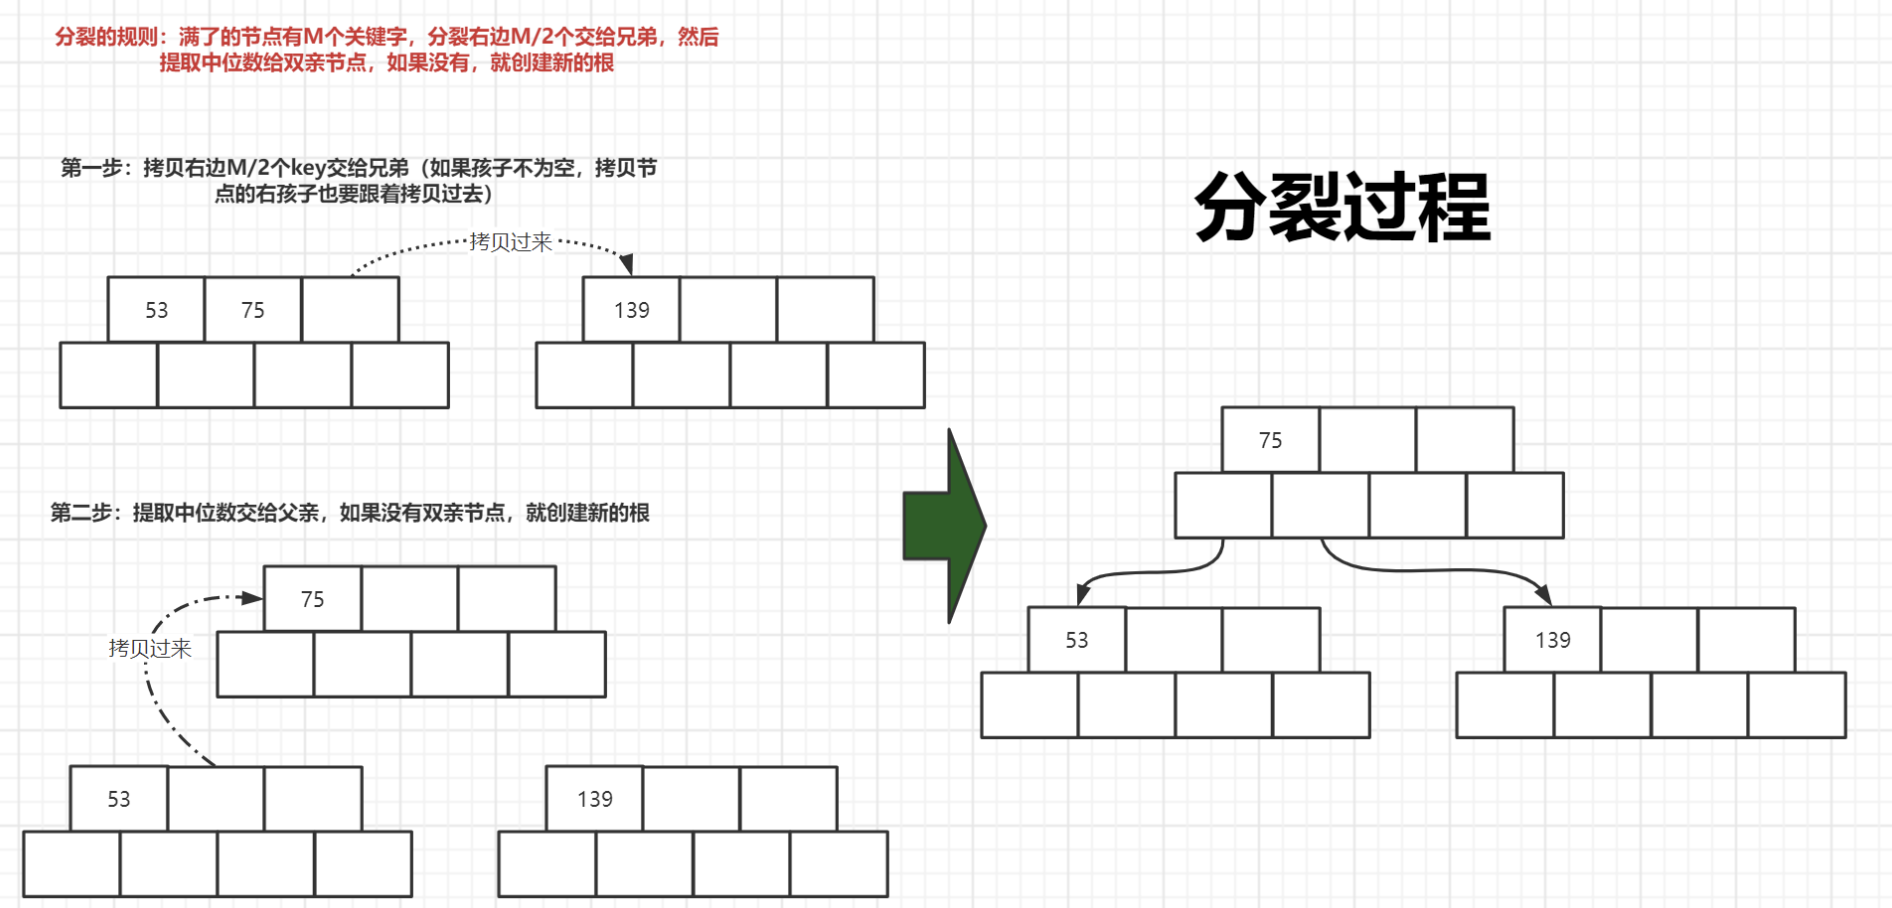 分裂的规则：满了的节点有M个关键字，分裂右边M/2个交给兄弟，然后
提取中位数给双亲节点，如果没有，就创建新的根
第一步：拷贝右边M/2个key交给兄弟（如果孩子不为空，拷贝节
点的右孩子也要跟着拷贝过去）
拷贝过来
53 75
139
第二步：提取中位数交给父亲，如果没有双亲节点，就创建新的根
75
拷贝过来
53
139
分裂过程
75
53
139